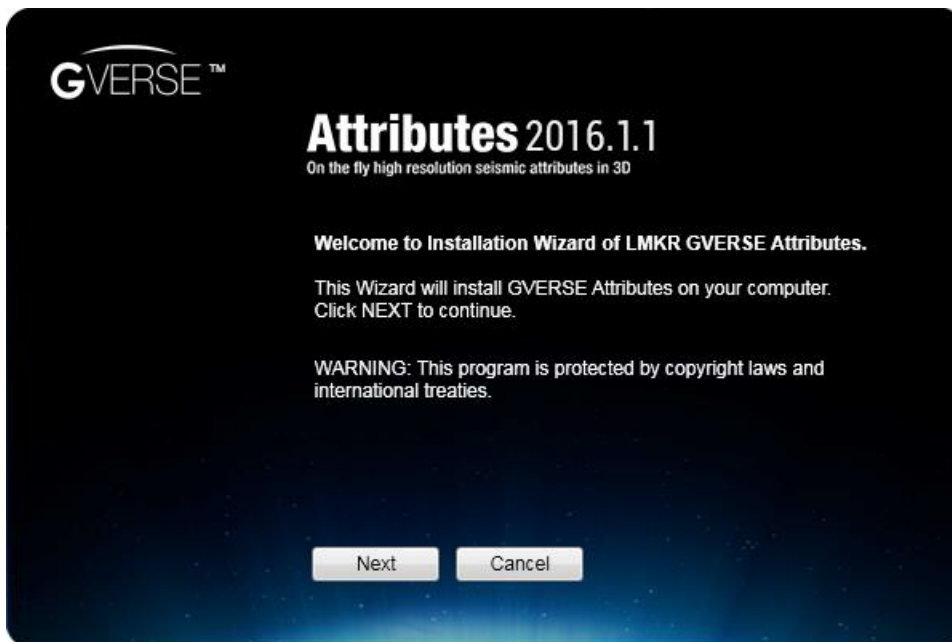 GVERSE™
Attributes 2016.1.1
On the fly high resolution seismic attributes in 3D
Welcome to Installation Wizard of LMKR GVERSE Attributes.
This Wizard will install GVERSE Attributes on your computer.
Click NEXT to continue.
WARNING: This program is protected by copyright laws and
international treaties.
Next Cancel